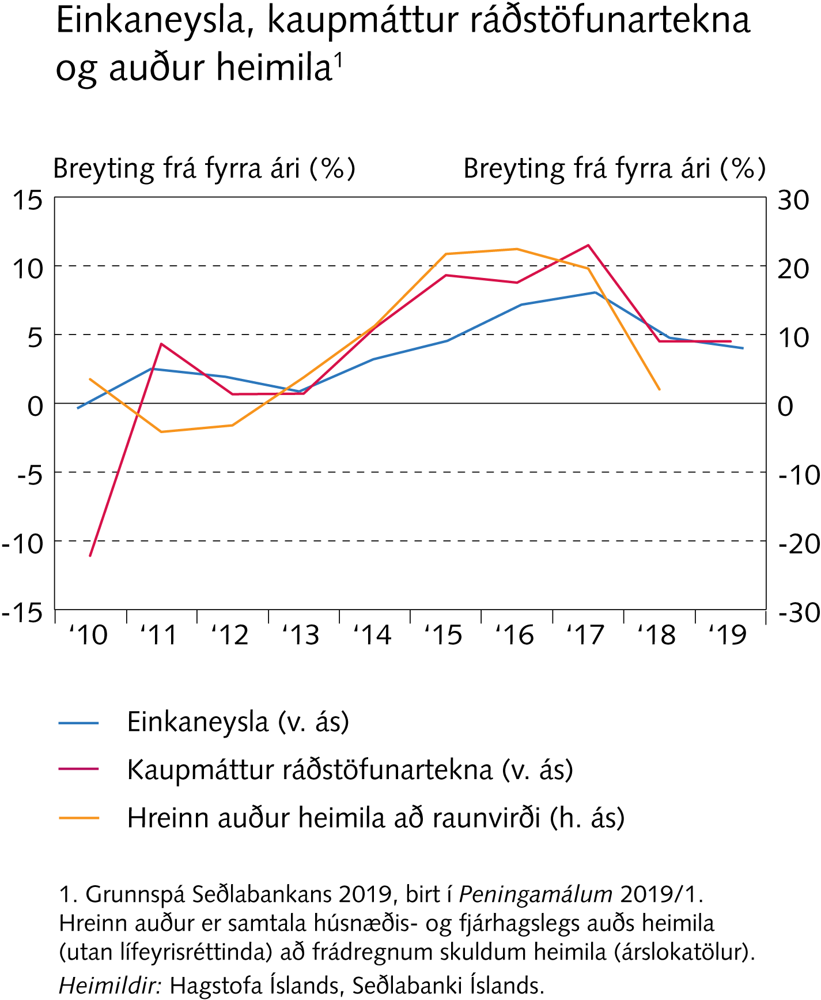 Einkaneysla, kaupmáttur ráðstöfunartekna
og auður heimila¹
Breyting frá fyrra ári (%) Breyting frá fyrra ári (%)
15 30
10 20
5 10
0 0
-5 -10
-10 -20
-15 -30
‘10 ‘11 ‘12 ‘13 ‘14 ‘15 ‘16 ‘17 ‘18 ‘19
Einkaneysla (v. ás)
Kaupmáttur ráðstöfunartekna (v. ás)
Hreinn auður heimila að raunvirði (h. ás)
1. Grunnspá Seðlabankans 2019, birt í Peningamálum 2019/1.
Hreinn auður er samtala húsnæðis- og fjárhagslegs auðs heimila
(utan lífeyrisréttinda) að frádregnum skuldum heimila (árslokatölur).
Heimildir: Hagstofa Íslands, Seðlabanki Íslands.